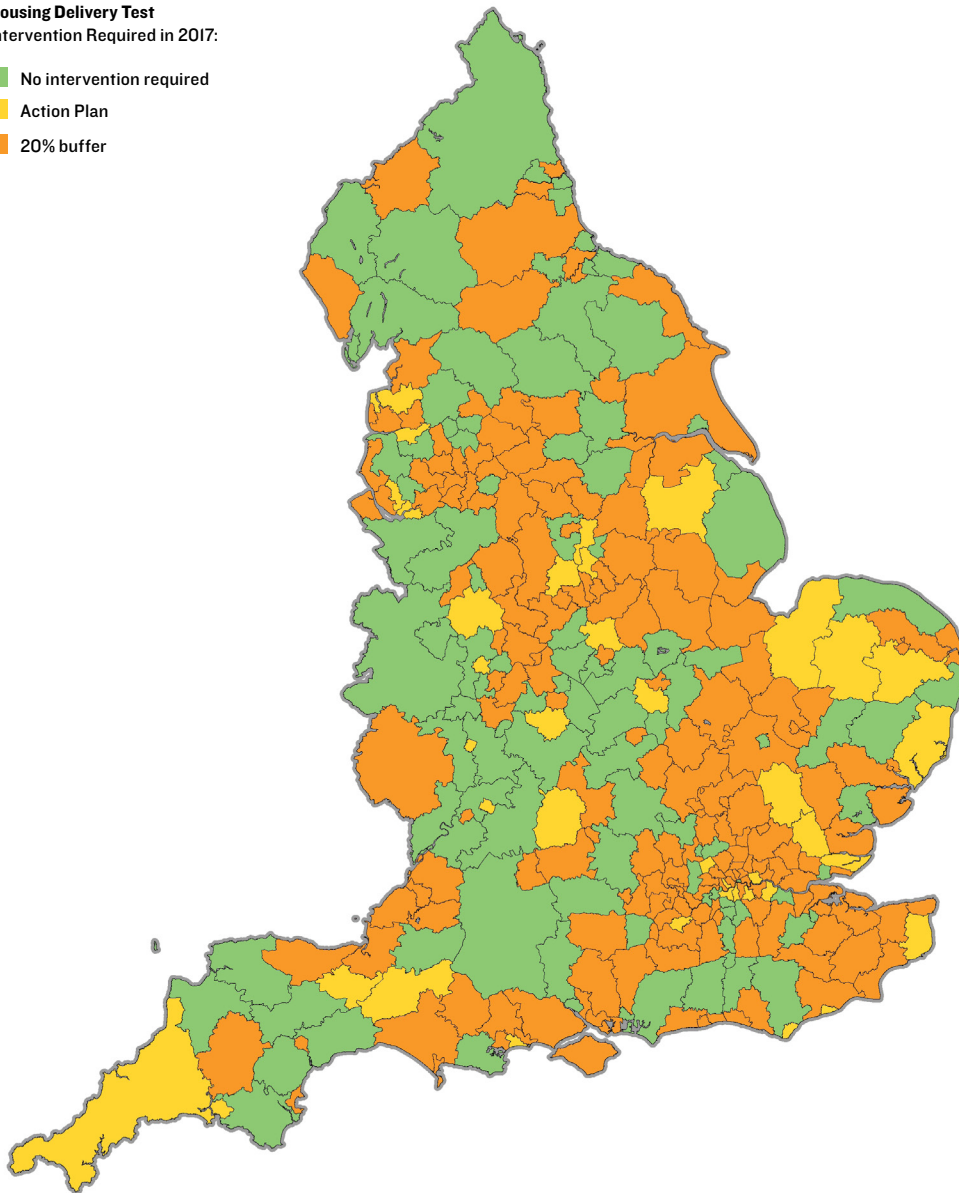 ousing Delivery Test
ntervention Required in 2017:
No intervention required
Action Plan
20% buffer